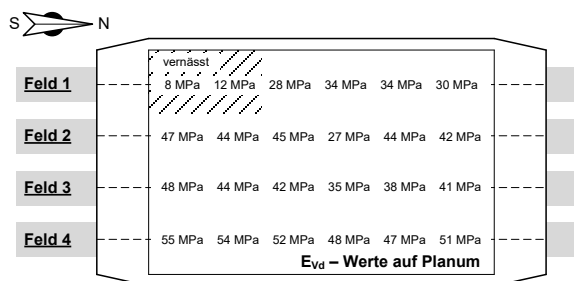 S N
vernässt
Feld 1 8 MPa 12 MPa 28 MPa 34 MPa 34 MPa 30 MPa
Feld 2 47 MPa 44 MPa 45 MPa 27 MPa 44 MPa 42 MPa
Feld 3 48 MPa 44 MPa 42 MPa 35 MPa 38 MPa 41 MPa
Feld 4 55 MPa 54 MPa 52 MPa 48 MPa 47 MPa 51 MPa
EVd – Werte auf Planum